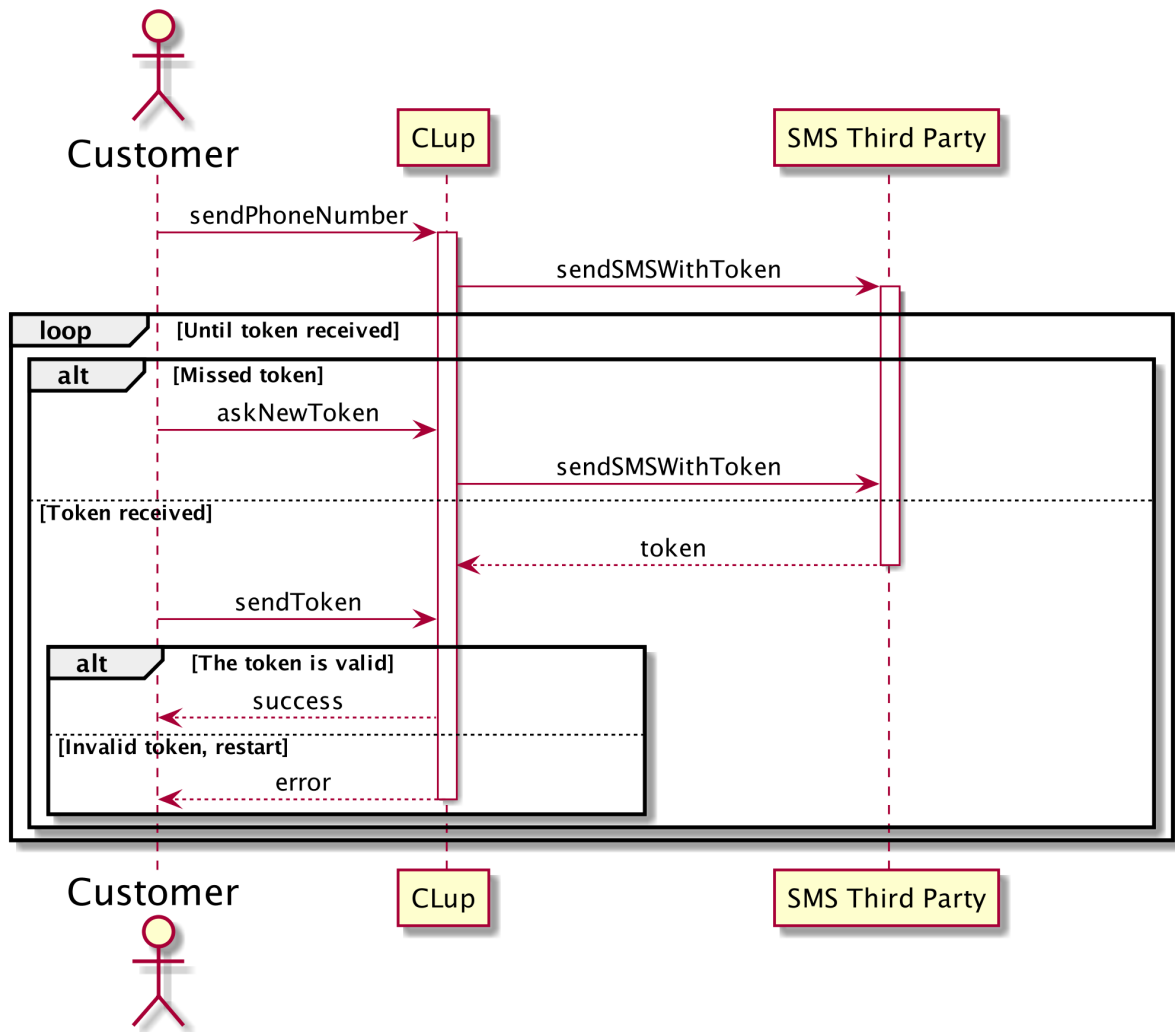 Customer
CLup
SMS Third Party
sendPhoneNumber
sendSMSWithToken
loop [Until token received]
alt [Missed token]
askNewToken
sendSMSWithToken
[Token received]
token
sendToken
alt [The token is valid]
success
[Invalid token, restart]
error
Customer
CLup
SMS Third Party